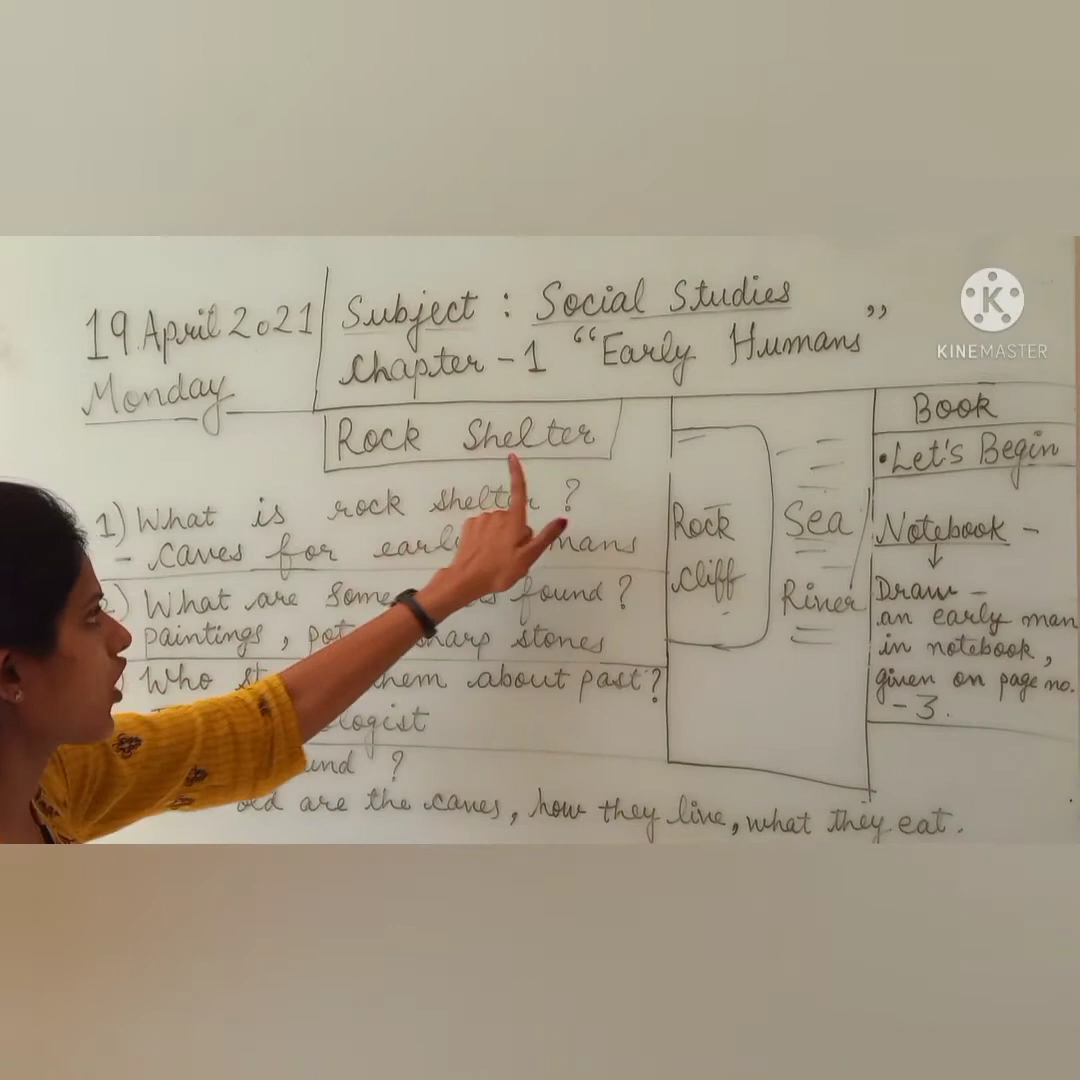 19 April 2021
Monday
Subject : Social Studies
Chapter - 1 "Early Humans"
Rock Shelter
1) What is rock shelter ?
- caves for early mans
2) What are some found ?
paintings , sharp stones
Who them about past ?
?
old are the caves, how they live, what they eat.
Rock
cliff
Sea
River
Book
• Let's Begin
Notebook -
↓
Draw -
an early man
in notebook,
given on page no.
- 3.
K
KINEMASTER